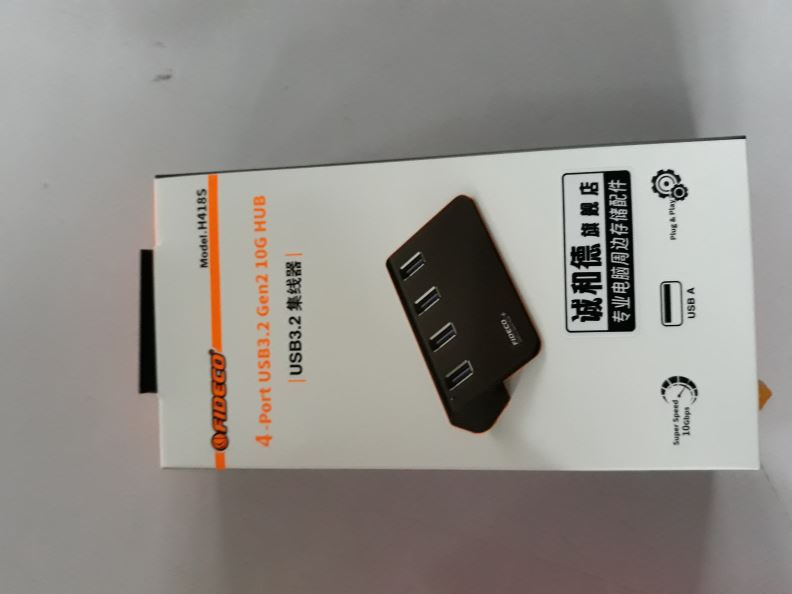 FIDECO
Model.H418S
4-Port USB3.2 Gen2 10G HUB
USB3.2 集线器
FIDECO
诚和德 旗舰店
专业电脑周边存储配件
Super Speed
10Gbps
USB A
Plug & Play